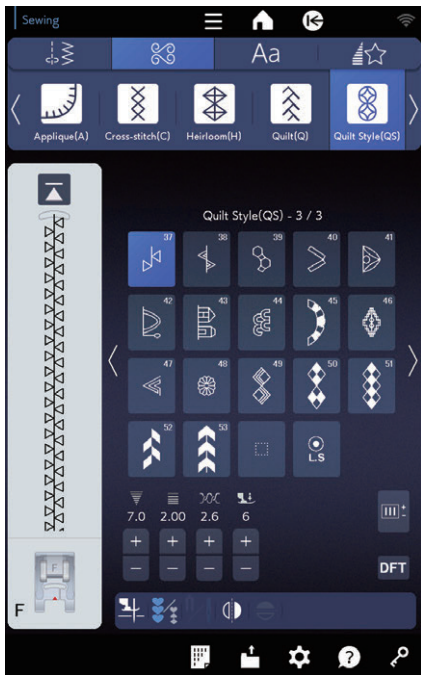 Sewing
Aa
Applique(A) Cross-stitch(C) Heirloom(H) Quilt(Q) Quilt Style(QS)
Quilt Style(QS) - 3 / 3
37 38 39 40 41
42 43 44 45 46
47 48 49 50 51
52 53 L.S
7.0 2.00 2.6 6
+ + + +
− − − −
DFT
F
F
?